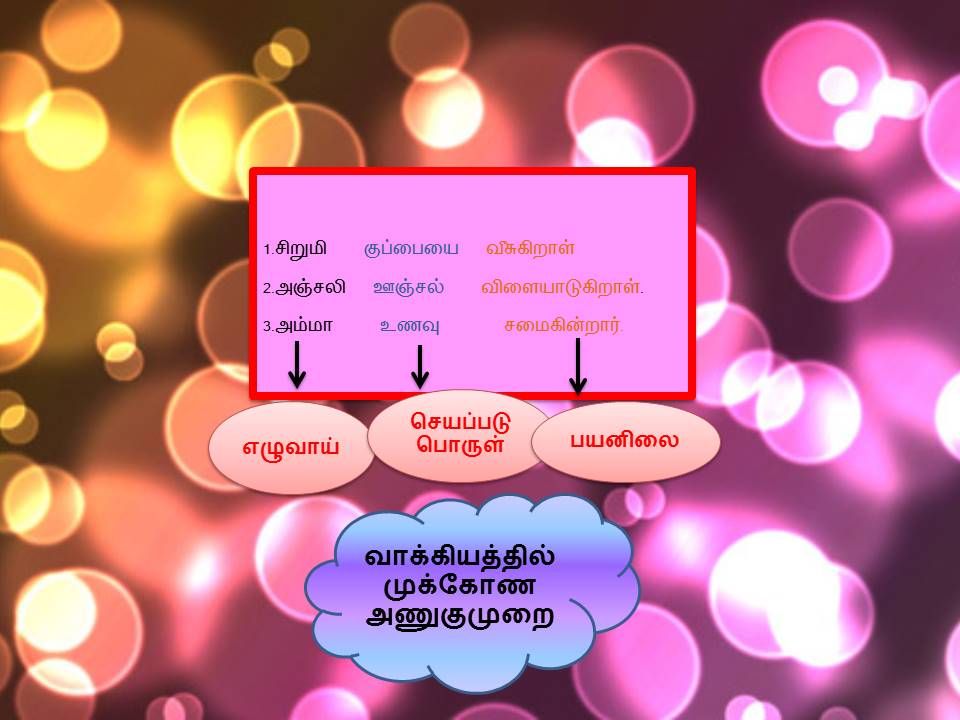 1.சிறுமி குப்பையை வீசுகிறாள்
2.அஞ்சலி ஊஞ்சல் விளையாடுகிறாள்.
3.அம்மா உணவு சமைகின்றார்.
எழுவாய்
செயப்படு
பொருள்
பயனிலை
வாக்கியத்தில்
முக்கோண
அணுகுமுறை